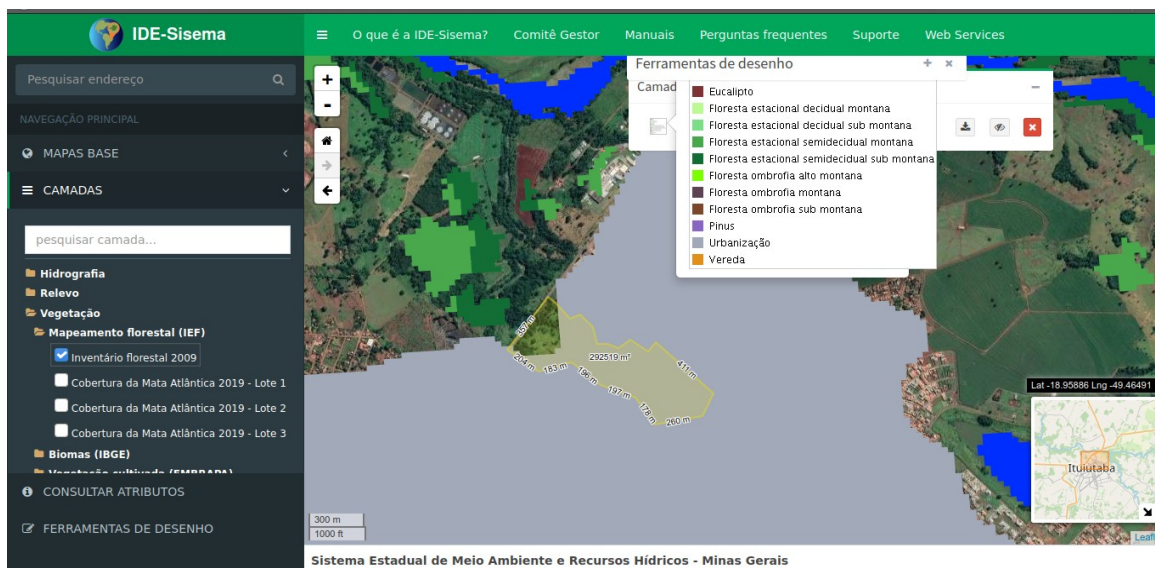 IDE-Sisema
O que é a IDE-Sisema?
Comitê Gestor
Manuais
Perguntas frequentes
Suporte
Web Services
Pesquisar endereço
NAVEGAÇÃO PRINCIPAL
MAPAS BASE
CAMADAS
pesquisar camada...
Hidrografia
Relevo
Vegetação
Mapeamento florestal (IEF)
Inventário florestal 2009
Cobertura da Mata Atlântica 2019 - Lote 1
Cobertura da Mata Atlântica 2019 - Lote 2
Cobertura da Mata Atlântica 2019 - Lote 3
Biomas (IBGE)
Vegetação cultivada (EMBRAPA)
CONSULTAR ATRIBUTOS
FERRAMENTAS DE DESENHO
Ferramentas de desenho
Camad
Eucalipto
Floresta estacional decidual montana
Floresta estacional decidual sub montana
Floresta estacional semidecidual montana
Floresta estacional semidecidual sub montana
Floresta ombrofia alto montana
Floresta ombrofia montana
Floresta ombrofia sub montana
Pinus
Urbanização
Vereda
357 m
204 m
183 m
196 m
197 m
178 m
260 m
411 m
292519 m²
Lat -18.95886 Lng -49.46491
Ituiutaba
300 m
1000 ft
Leafl
Sistema Estadual de Meio Ambiente e Recursos Hídricos - Minas Gerais